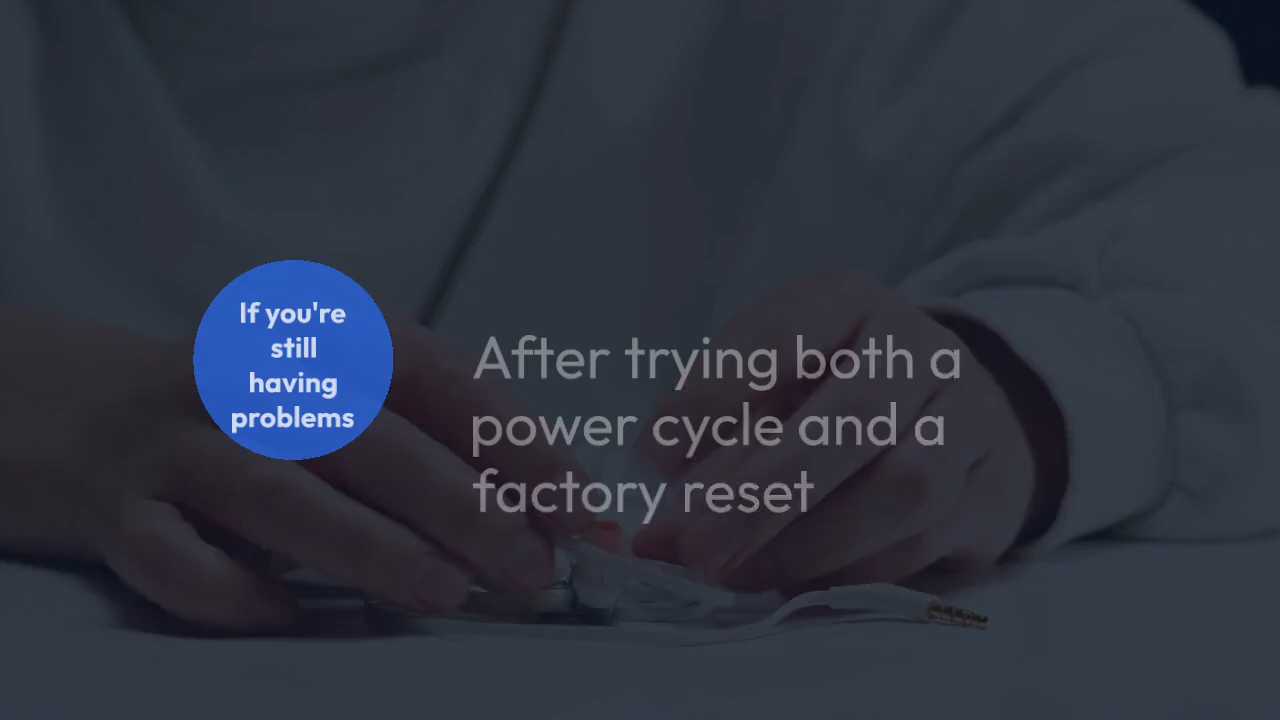 If you're
still
having
problems
After trying both a
power cycle and a
factory reset